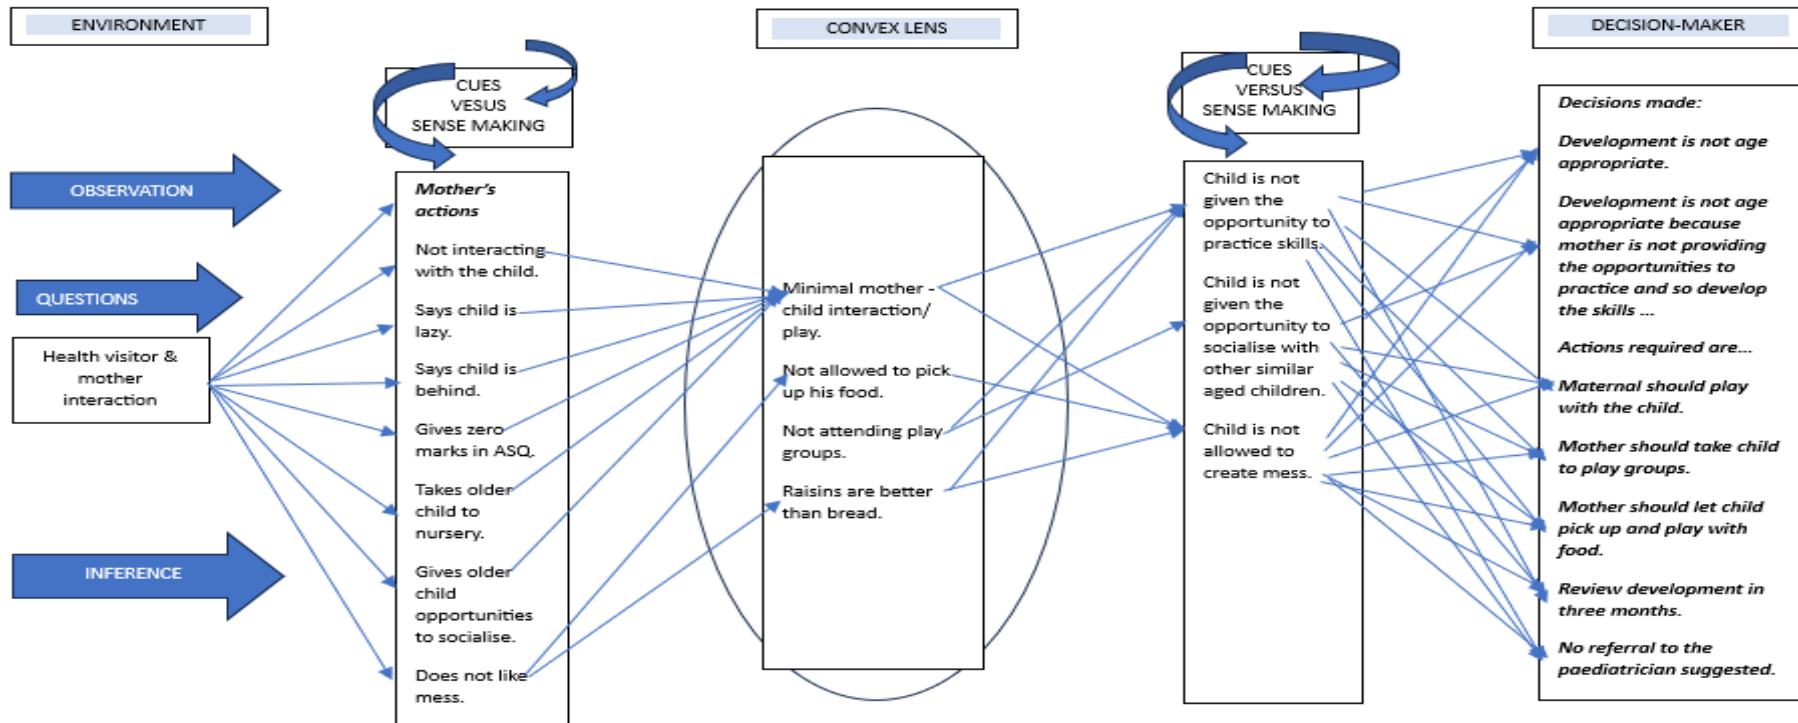 ENVIRONMENT
CONVEX LENS
DECISION-MAKER
CUES
VESUS
SENSE MAKING
CUES
VERSUS
SENSE MAKING
OBSERVATION
QUESTIONS
Health visitor &
mother
interaction
INFERENCE
Mother's
actions
Not interacting
with the child.
Says child is
lazy.
Says child is
behind.
Gives zero
marks in ASQ.
Takes older
child to
nursery.
Gives older
child
opportunities
to socialise.
Does not like
mess.
Minimal mother -
child interaction/
play.
Not allowed to pick
up his food.
Not attending play
groups.
Raisins are better
than bread.
Child is not
given the
opportunity to
practice skills.
Child is not
given the
opportunity to
socialise with
other similar
aged children.
Child is not
allowed to
create mess.
Decisions made:
Development is not age
appropriate.
Development is not age
appropriate because
mother is not providing
the opportunities to
practice and so develop
the skills ...
Actions required are...
Maternal should play
with the child.
Mother should take child
to play groups.
Mother should let child
pick up and play with
food.
Review development in
three months.
No referral to the
paediatrician suggested.